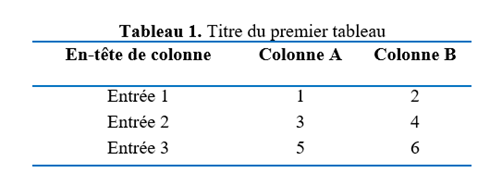 Tableau 1. Titre du premier tableau
En-tête de colonne Colonne A Colonne B
Entrée 1 1 2
Entrée 2 3 4
Entrée 3 5 6